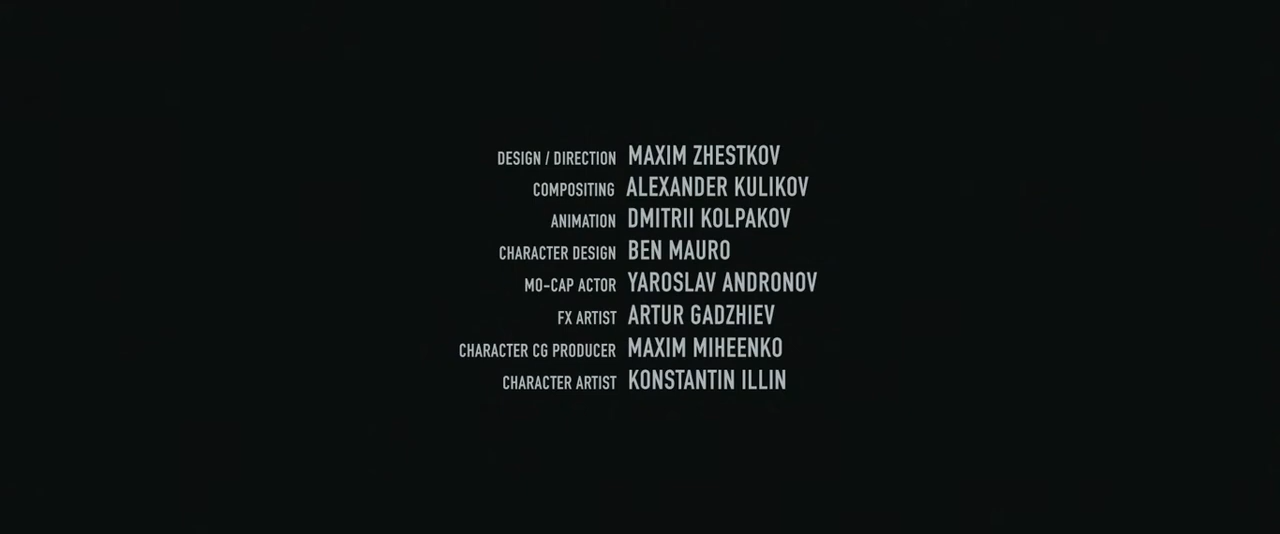 DESIGN / DIRECTION MAXIM ZHESTKOV
COMPOSITING ALEXANDER KULIKOV
ANIMATION DMITRII KOLPAKOV
CHARACTER DESIGN BEN MAURO
MO-CAP ACTOR YAROSLAV ANDRONOV
FX ARTIST ARTUR GADZHIEV
CHARACTER CG PRODUCER MAXIM MIHEENKO
CHARACTER ARTIST KONSTANTIN ILLIN